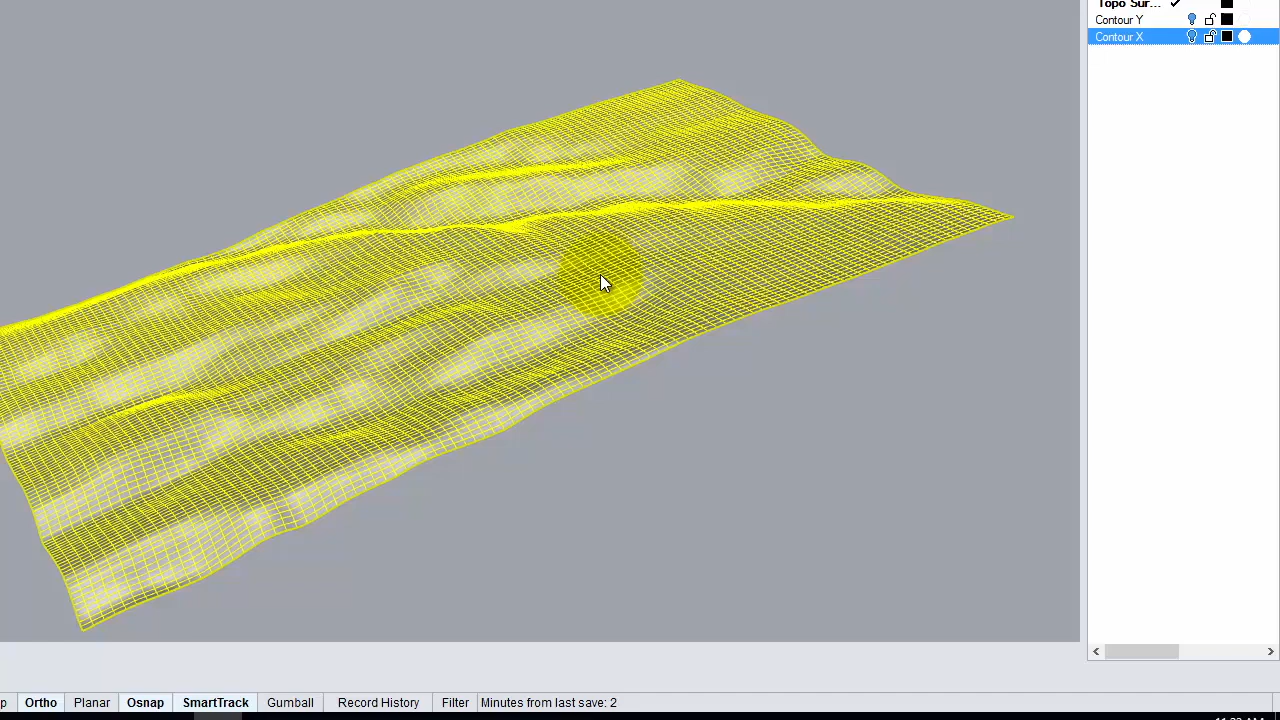 Topo Sur...
Contour Y
Contour X
p Ortho Planar Osnap SmartTrack Gumball Record History Filter Minutes from last save: 2